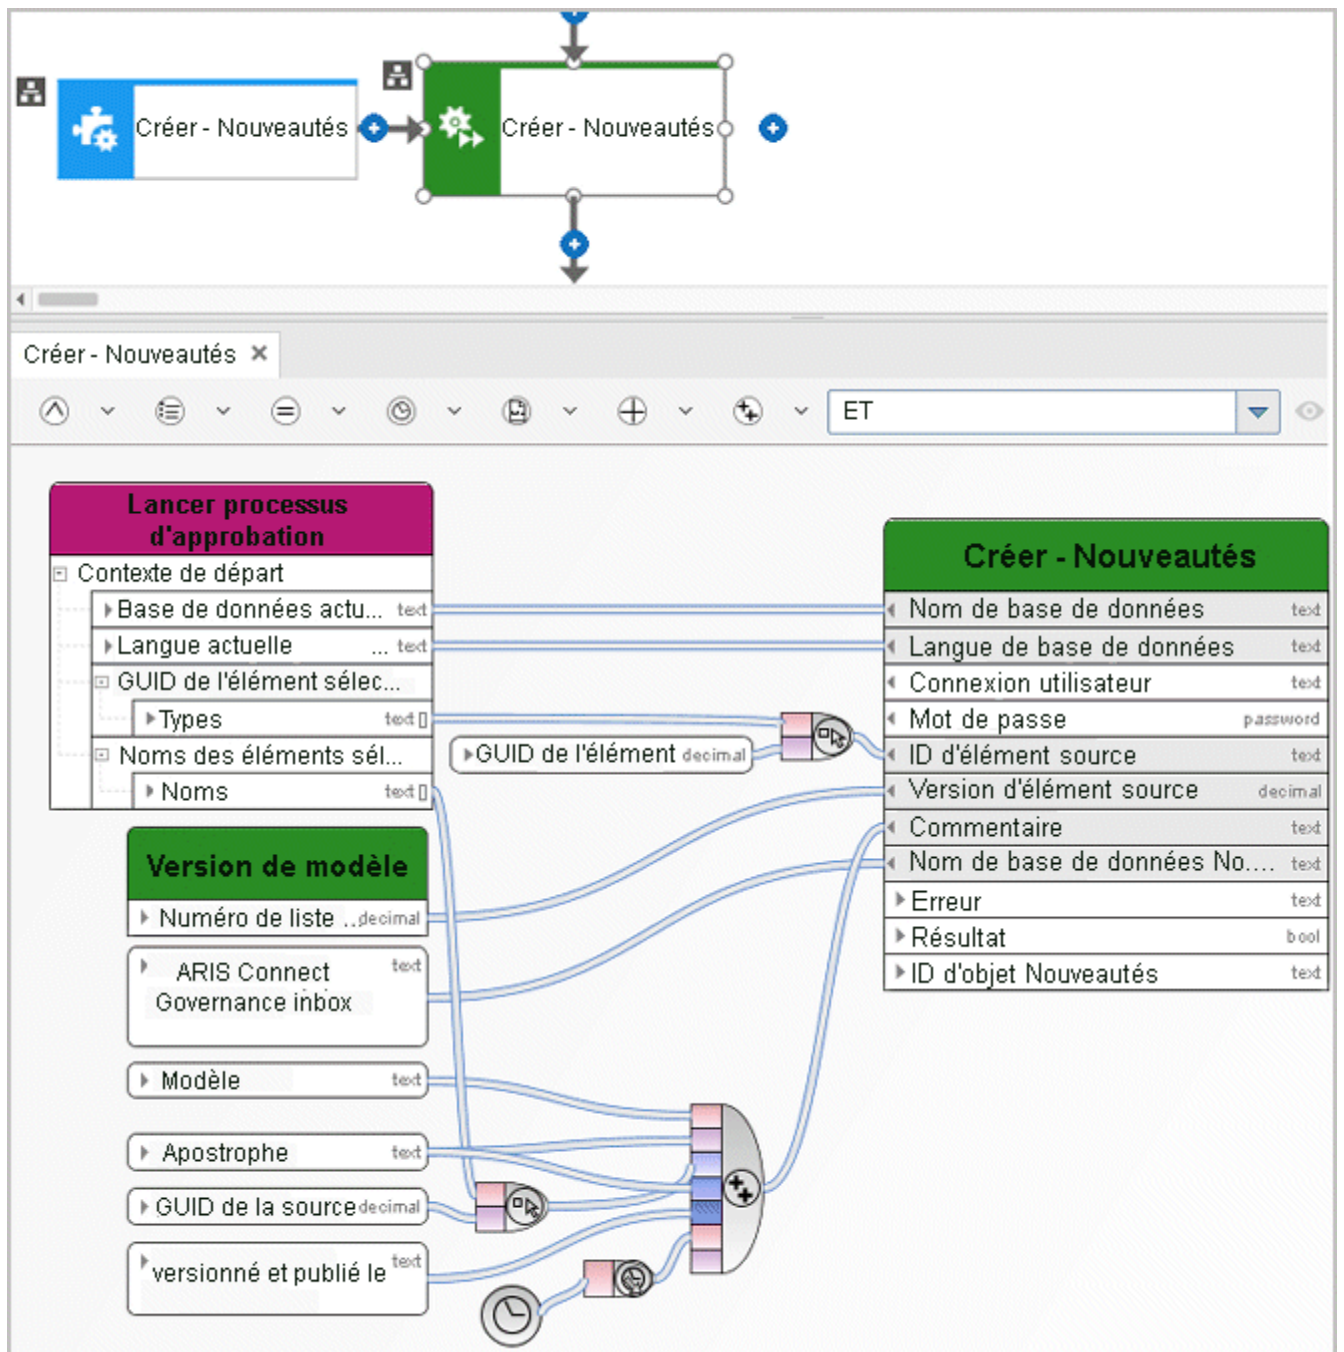 Créer - Nouveautés
Créer - Nouveautés
Créer - Nouveautés
ET
Lancer processus
d'approbation
Contexte de départ
Base de données actu... text
Langue actuelle ... text
GUID de l'élément sélec...
Types text []
Noms des éléments sél...
Noms text []
GUID de l'élément decimal
Créer - Nouveautés
Nom de base de données text
Langue de base de données text
Connexion utilisateur text
Mot de passe password
ID d'élément source text
Version d'élément source decimal
Commentaire text
Nom de base de données No.... text
Erreur text
Résultat bool
ID d'objet Nouveautés text
Version de modèle
Numéro de liste ... decimal
ARIS Connect text
Governance inbox
Modèle text
Apostrophe text
GUID de la source decimal
versionné et publié le text